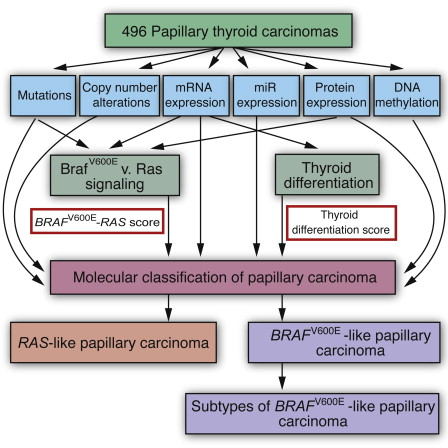 496 Papillary thyroid carcinomas
Mutations
Copy number
alterations
mRNA
expression
miR
expression
Protein
expression
DNA
methylation
Braf^V600E v. Ras
signaling
Thyroid
differentiation
BRAF^V600E-RAS score
Thyroid
differentiation score
Molecular classification of papillary carcinoma
RAS-like papillary carcinoma
BRAF^V600E -like papillary
carcinoma
Subtypes of BRAF^V600E -like papillary
carcinoma